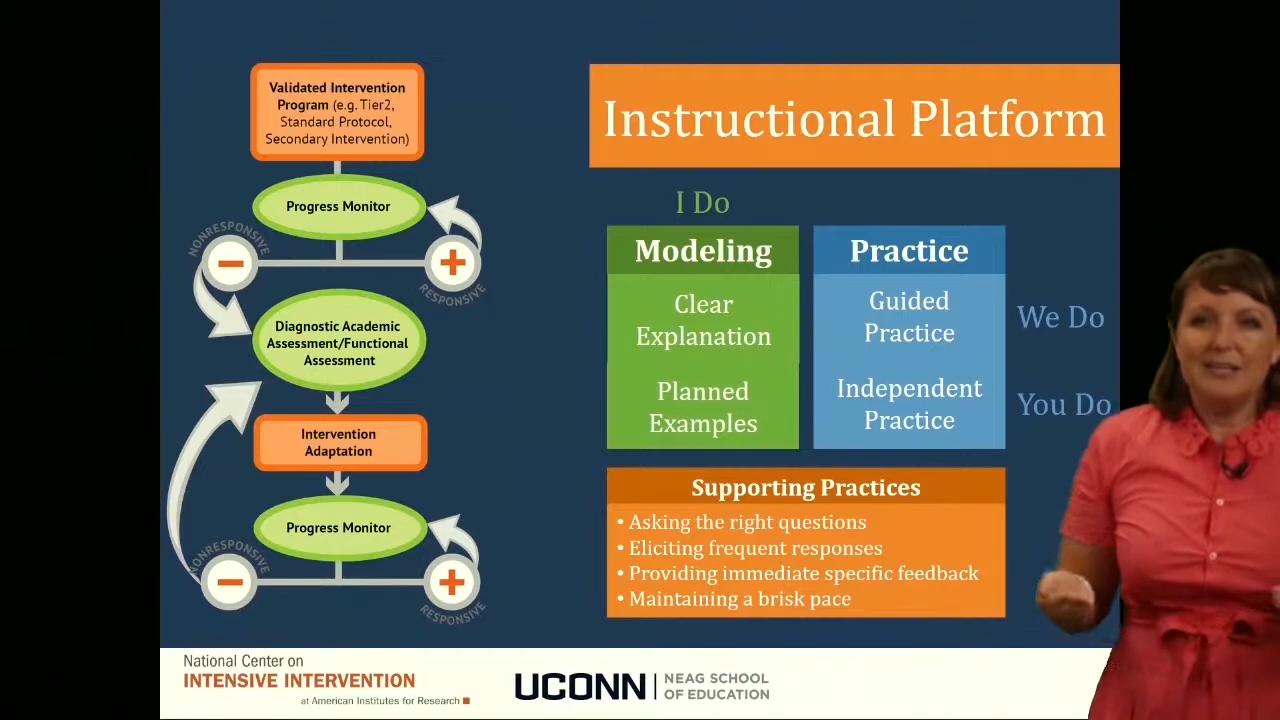 Validated Intervention
Program (e.g. Tier2,
Standard Protocol,
Secondary Intervention)
Progress Monitor
NONRESPONSIVE
RESPONSIVE
Diagnostic Academic
Assessment/Functional
Assessment
Intervention
Adaptation
Progress Monitor
NONRESPONSIVE
RESPONSIVE
Instructional Platform
I Do
Modeling
Clear
Explanation
Planned
Examples
Practice
Guided
Practice
We Do
Independent
Practice
You Do
Supporting Practices
• Asking the right questions
• Eliciting frequent responses
• Providing immediate specific feedback
• Maintaining a brisk pace
National Center on
INTENSIVE INTERVENTION
at American Institutes for Research
UCONN
NEAG SCHOOL
OF EDUCATION